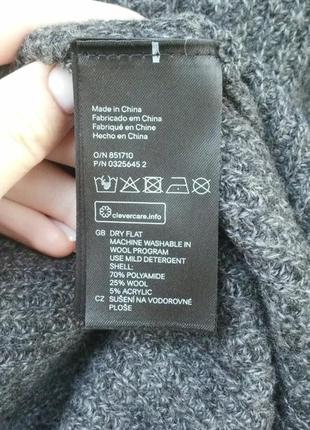 Made in China
Fabricado em China
Fabriqué en Chine
Hecho en China
O/N 851710
P/N 0325645 2
clevercare.info
GB DRY FLAT
MACHINE WASHABLE IN
WOOL PROGRAM
USE MILD DETERGENT
SHELL:
70% POLYAMIDE
25% WOOL
5% ACRYLIC
CZ SUŠENÍ NA VODOROVNÉ
PLOŠE